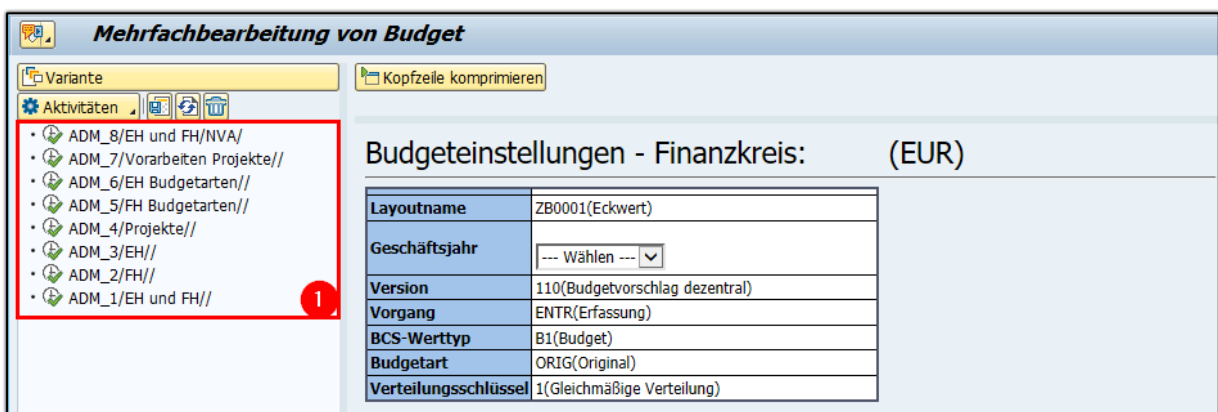 Mehrfachbearbeitung von Budget
Variante
Aktivitäten
ADM_8/EH und FH/NVA/
ADM_7/Vorarbeiten Projekte//
ADM_6/EH Budgetarten//
ADM_5/FH Budgetarten//
ADM_4/Projekte//
ADM_3/EH//
ADM_2/FH//
ADM_1/EH und FH//
1
Kopfzeile komprimieren
Budgeteinstellungen - Finanzkreis: (EUR)
Layoutname ZB0001(Eckwert)
Geschäftsjahr --- Wählen ---
Version 110(Budgetvorschlag dezentral)
Vorgang ENTR(Erfassung)
BCS-Werttyp B1(Budget)
Budgetart ORIG(Original)
Verteilungsschlüssel 1(Gleichmäßige Verteilung)